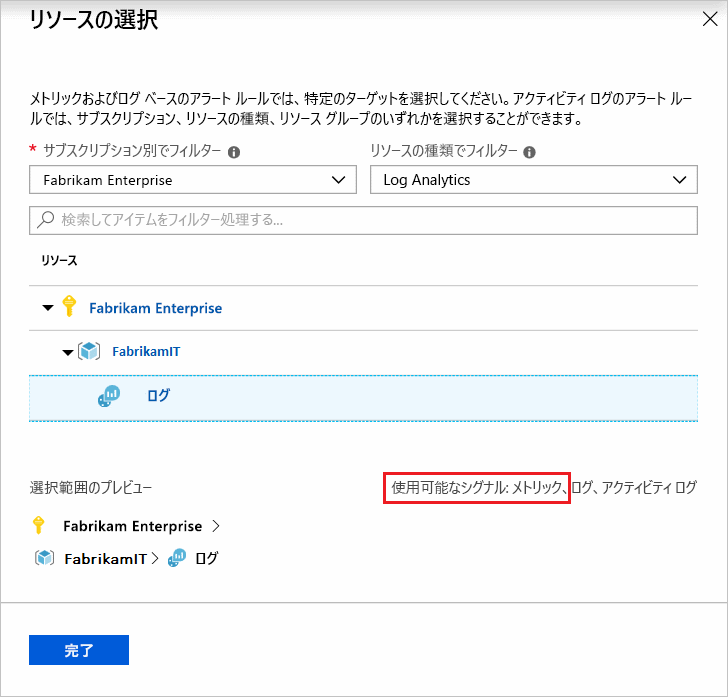 リソースの選択
メトリックおよびログ ベースのアラート ルールでは、特定のターゲットを選択してください。アクティビティ ログのアラート ルー
ルでは、サブスクリプション、リソースの種類、リソース グループのいずれかを選択することができます。
* サブスクリプション別でフィルター
リソースの種類でフィルター
Fabrikam Enterprise
Log Analytics
検索してアイテムをフィルター処理する...
リソース
Fabrikam Enterprise
FabrikamIT
ログ
選択範囲のプレビュー
使用可能なシグナル: メトリック、ログ、アクティビティ ログ
Fabrikam Enterprise >
FabrikamIT > ログ
完了